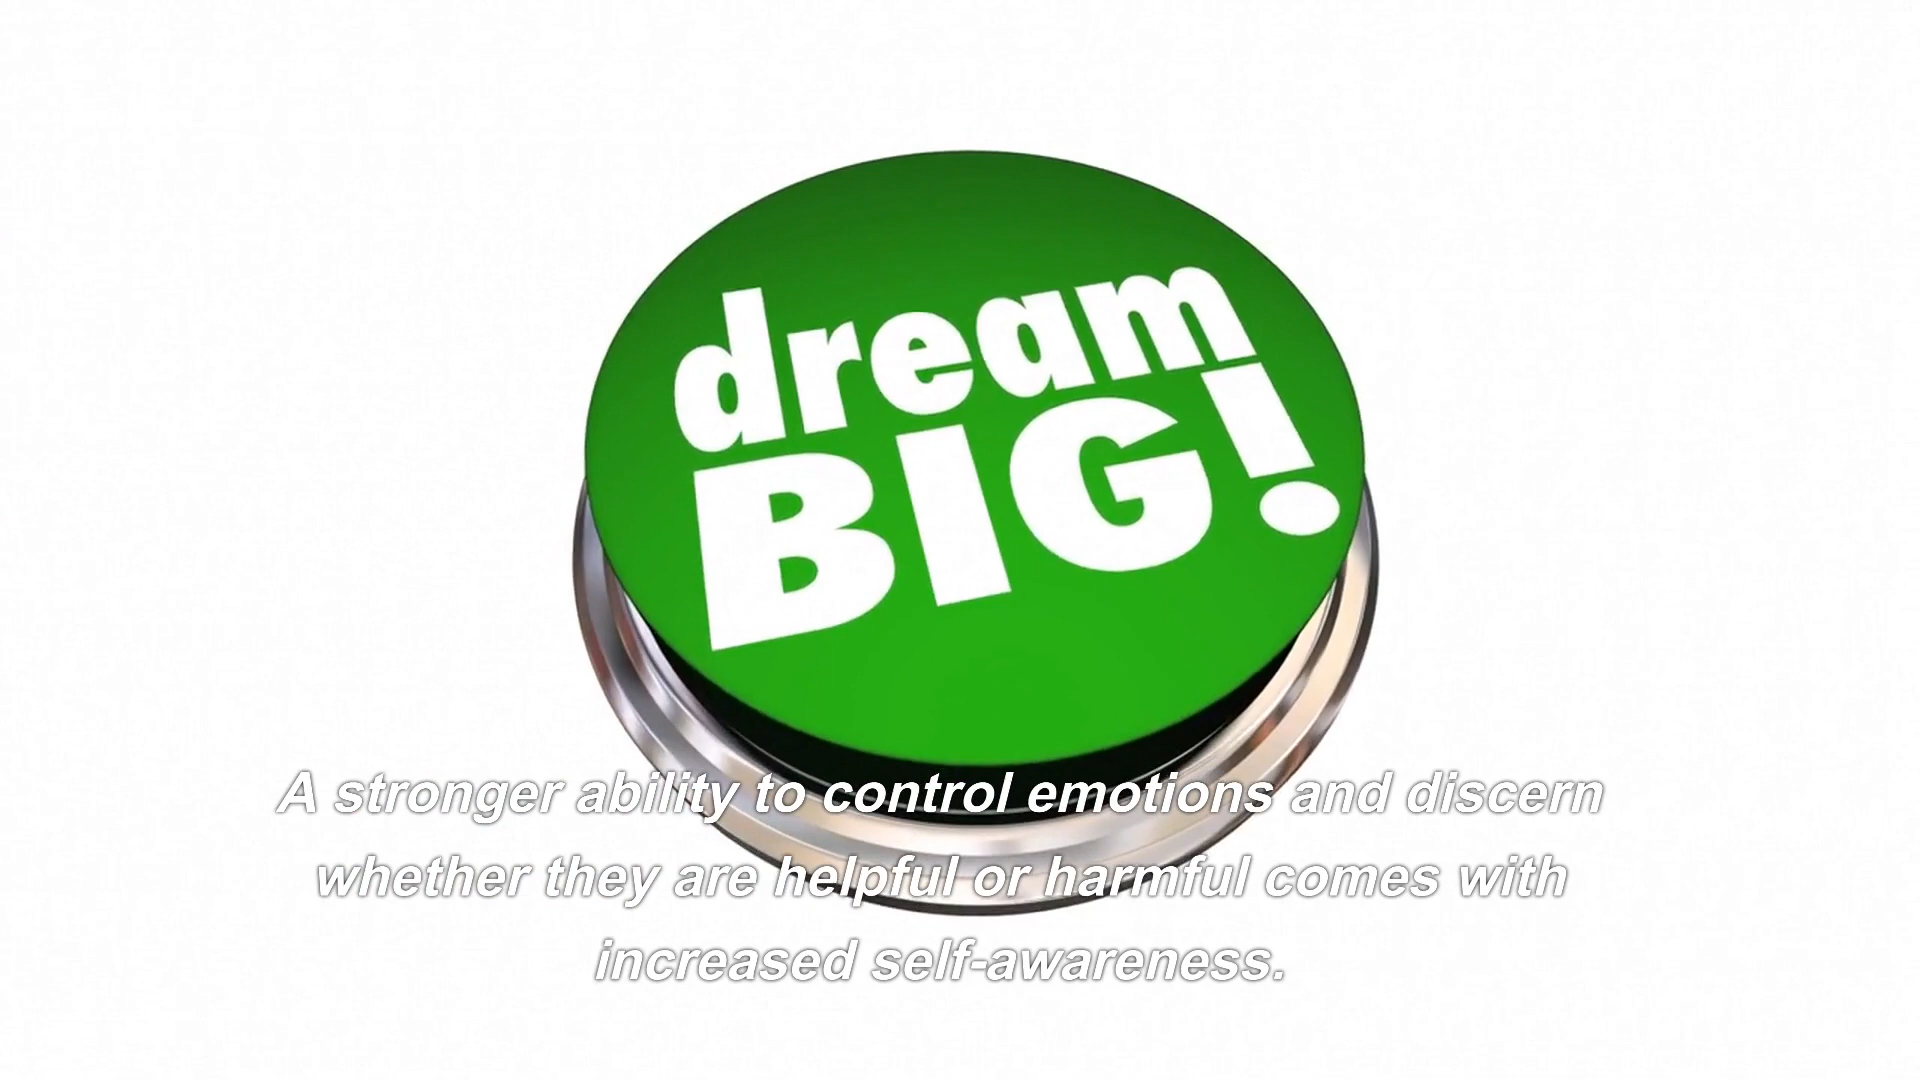 dream
BIG!
A stronger ability to control emotions and discern
whether they are helpful or harmful comes with
increased self-awareness.